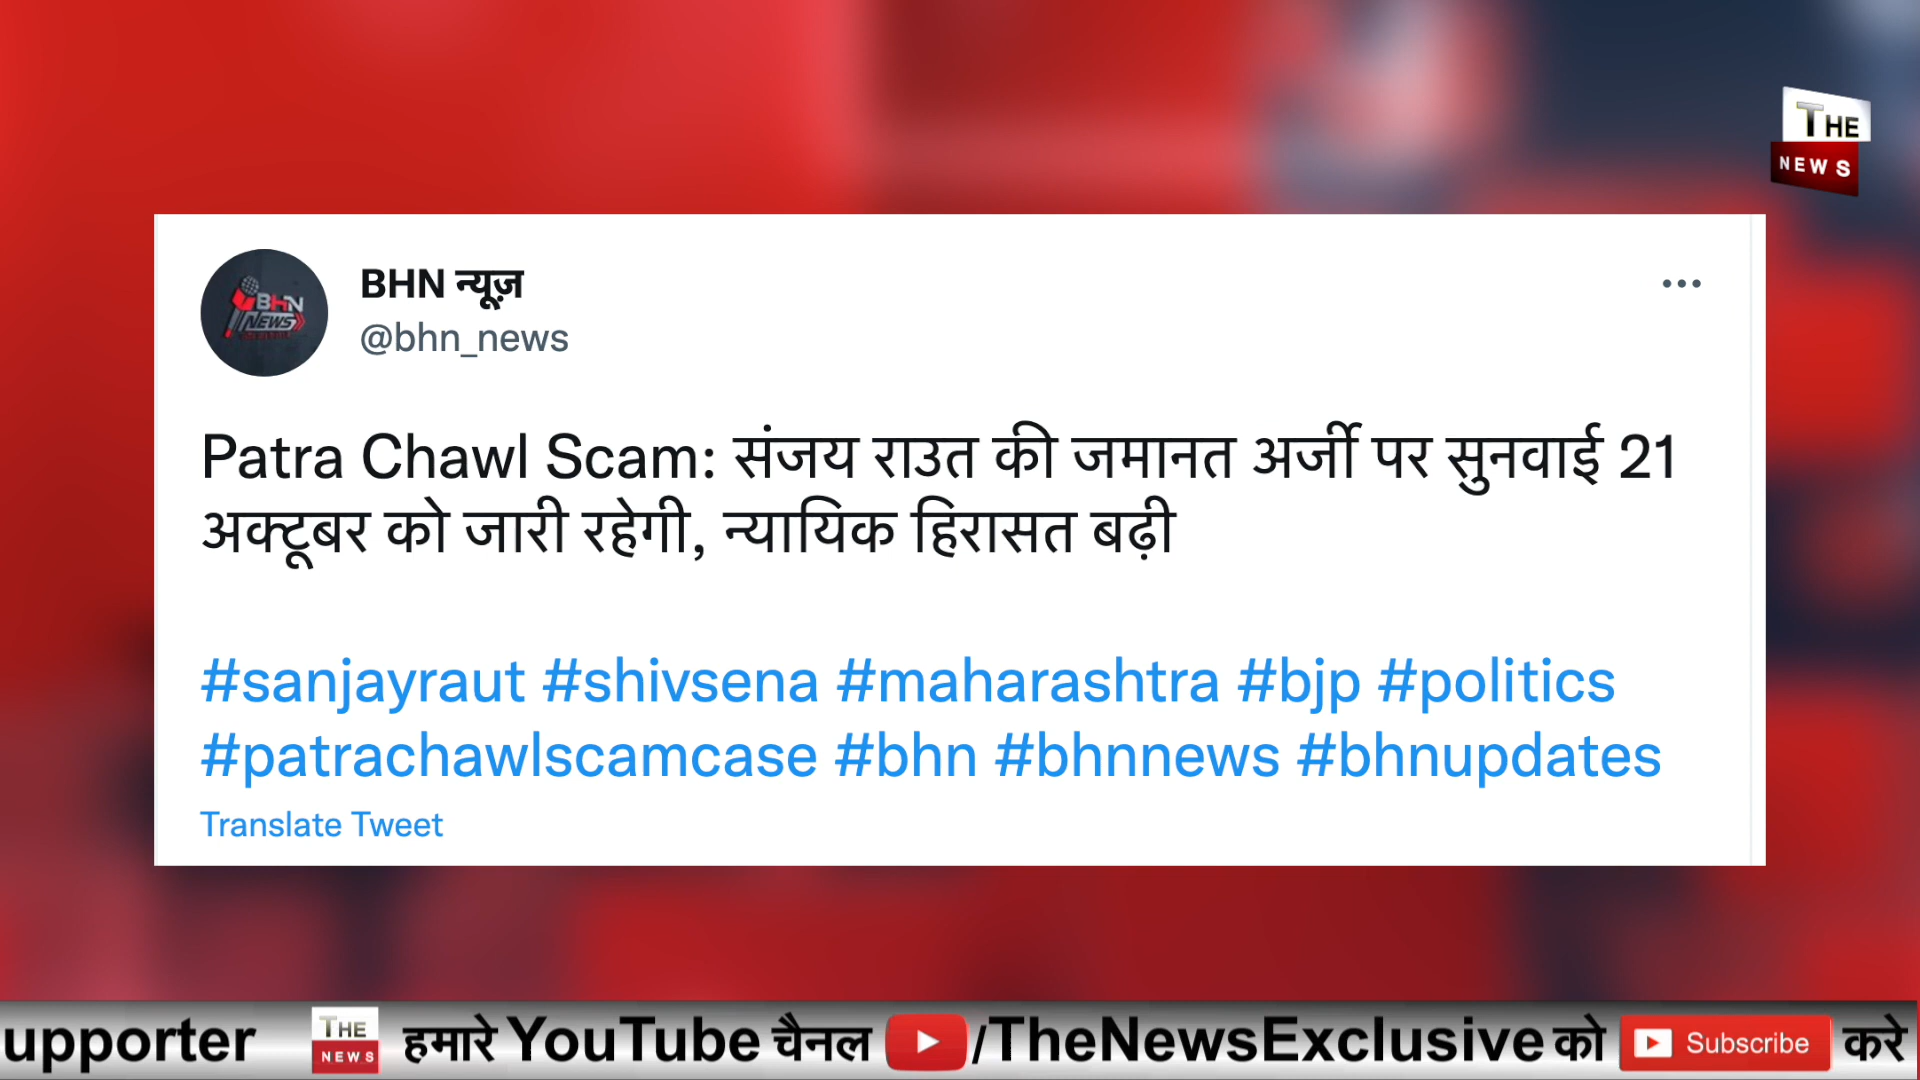 THE
NEWS
BHN
NEWS
BHN न्यूज़
@bhn_news
Patra Chawl Scam: संजय राउत की जमानत अर्जी पर सुनवाई 21
अक्टूबर को जारी रहेगी, न्यायिक हिरासत बढ़ी
#sanjayraut #shivsena #maharashtra #bjp #politics
#patrachawlscamcase #bhn #bhnnews #bhnupdates
Translate Tweet
upporter THE NEWS हमारे YouTube चैनल /TheNewsExclusive को Subscribe करे